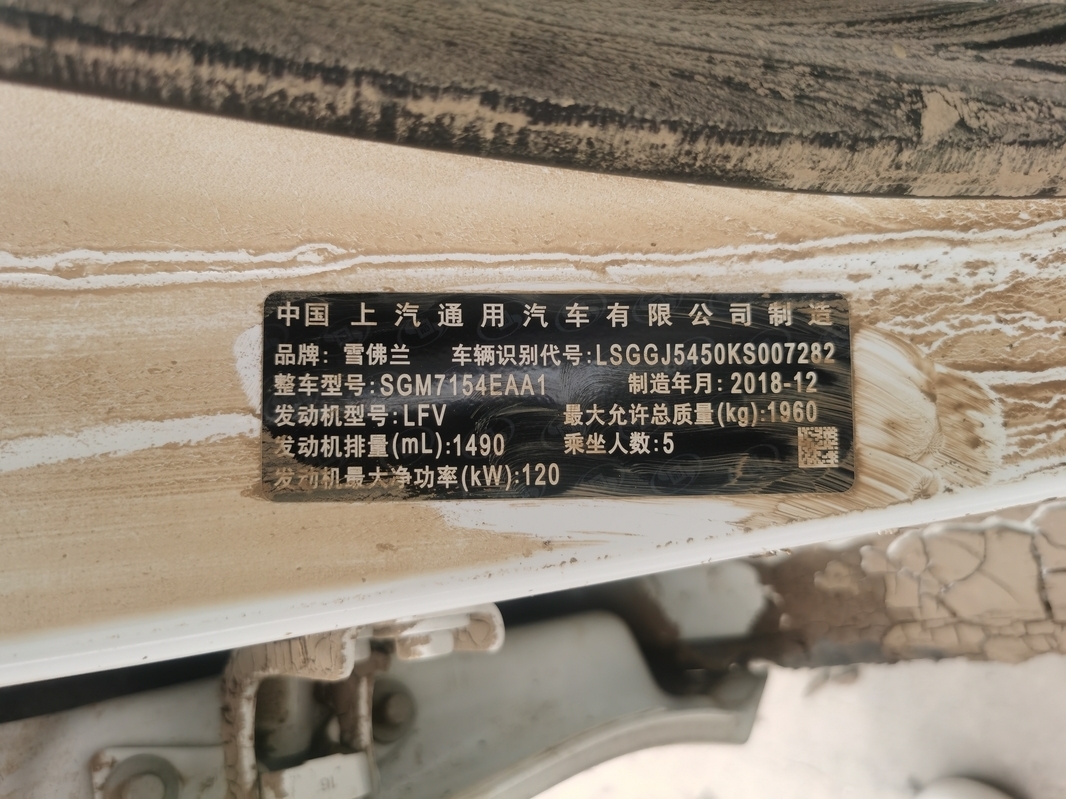 中国 上汽通用汽车有限公司制造
品牌: 雪佛兰 车辆识别代号:LSGGJ5450KS007282
整车型号:SGM7154EAA1 制造年月: 2018-12
发动机型号:LFV 最大允许总质量(kg):1960
发动机排量(mL):1490 乘坐人数:5
发动机最大净功率(kW):120